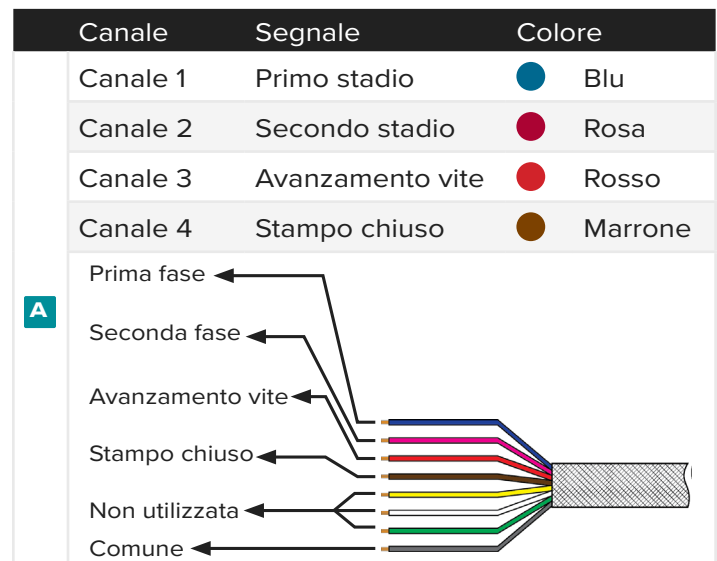 Canale Segnale Colore
Canale 1 Primo stadio Blu
Canale 2 Secondo stadio Rosa
Canale 3 Avanzamento vite Rosso
Canale 4 Stampo chiuso Marrone
A
Prima fase
Seconda fase
Avanzamento vite
Stampo chiuso
Non utilizzata
Comune